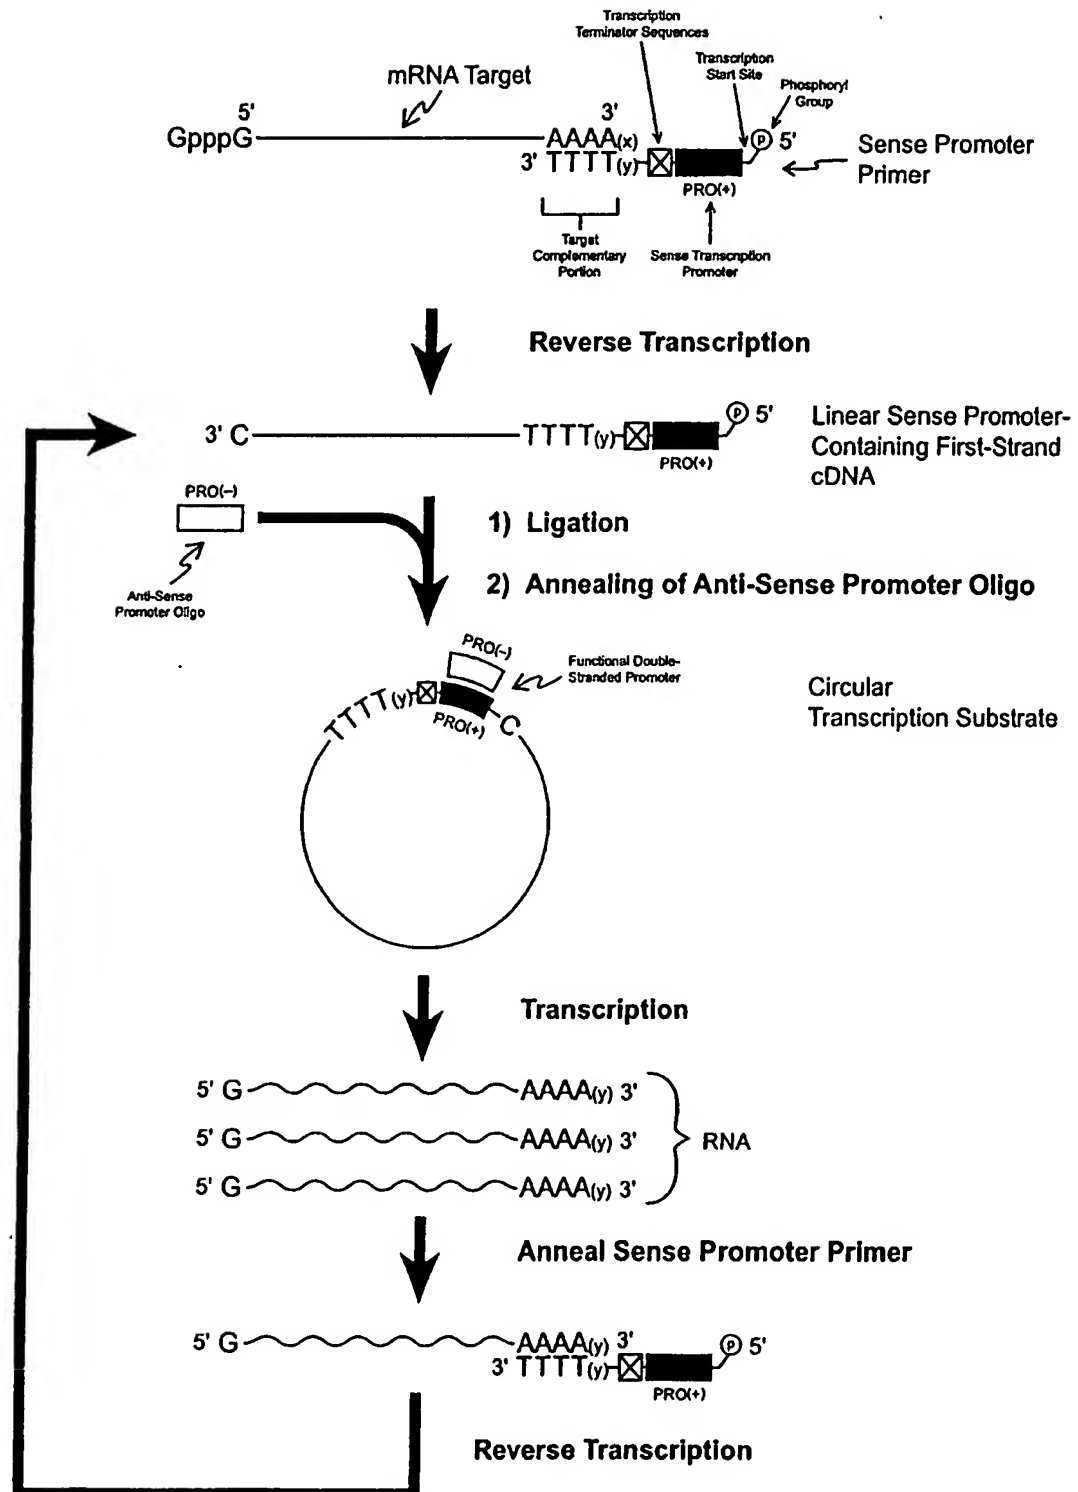 Transcription
Terminator Sequences
Transcription
Start Site
Phosphoryl
Group
mRNA Target
5'
3'
GpppG
AAAA(x)
P 5'
3' TTTT(y)
PRO(+)
Sense Promoter
Primer
Target
Complementary
Portion
Sense Transcription
Promoter
Reverse Transcription
3' C
TTTT(y)
P 5'
PRO(+)
Linear Sense Promoter-
Containing First-Strand
cDNA
PRO(–)
Anti-Sense
Promoter Oligo
1) Ligation
2) Annealing of Anti-Sense Promoter Oligo
PRO(-)
Functional Double-
Stranded Promoter
TTTT(y)
PRO(+)
C
Circular
Transcription Substrate
Transcription
5' G AAAA(y) 3'
5' G AAAA(y) 3'
5' G AAAA(y) 3'
RNA
Anneal Sense Promoter Primer
5' G AAAA(y) 3'
3' TTTT(y)
P 5'
PRO(+)
Reverse Transcription